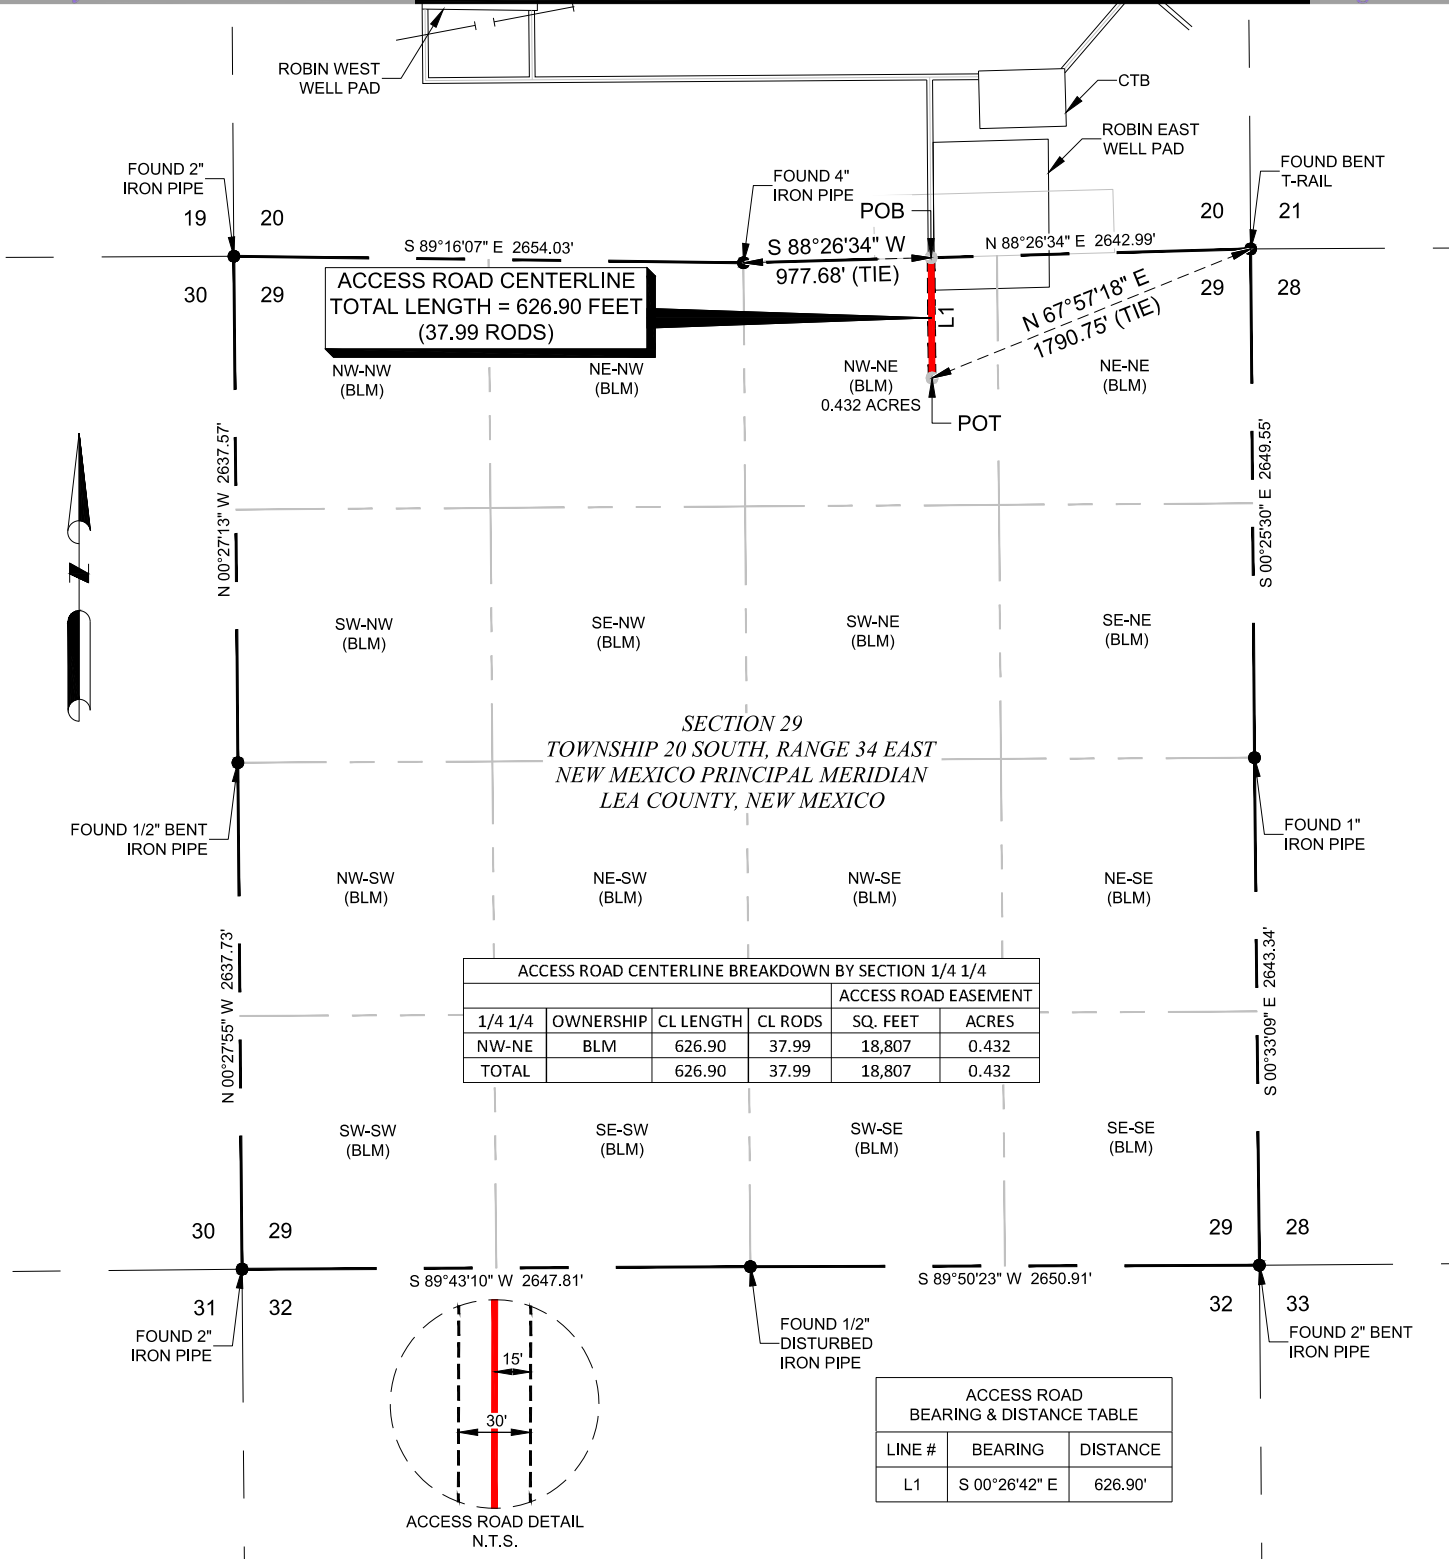 ROBIN WEST
WELL PAD
CTB
ROBIN EAST
WELL PAD
FOUND 2"
IRON PIPE
FOUND 4"
IRON PIPE
FOUND BENT
T-RAIL
19
20
POB
20
21
S 89°16'07" E 2654.03'
S 88°26'34" W
977.68' (TIE)
N 88°26'34" E 2642.99'
30
29
29
28
ACCESS ROAD CENTERLINE
TOTAL LENGTH = 626.90 FEET
(37.99 RODS)
L1
N 67°57'18" E
1790.75' (TIE)
NW-NW
(BLM)
NE-NW
(BLM)
NW-NE
(BLM)
0.432 ACRES
NE-NE
(BLM)
POT
N 00°27'13" W 2637.57'
S 00°25'30" E 2649.55'
N
SW-NW
(BLM)
SE-NW
(BLM)
SW-NE
(BLM)
SE-NE
(BLM)
SECTION 29
TOWNSHIP 20 SOUTH, RANGE 34 EAST
NEW MEXICO PRINCIPAL MERIDIAN
LEA COUNTY, NEW MEXICO
FOUND 1/2" BENT
IRON PIPE
FOUND 1"
IRON PIPE
NW-SW
(BLM)
NE-SW
(BLM)
NW-SE
(BLM)
NE-SE
(BLM)
N 00°27'55" W 2637.73'
S 00°33'09" E 2643.34'
ACCESS ROAD CENTERLINE BREAKDOWN BY SECTION 1/4 1/4
ACCESS ROAD EASEMENT
1/4 1/4 OWNERSHIP CL LENGTH CL RODS SQ. FEET ACRES
NW-NE BLM 626.90 37.99 18,807 0.432
TOTAL 626.90 37.99 18,807 0.432
SW-SW
(BLM)
SE-SW
(BLM)
SW-SE
(BLM)
SE-SE
(BLM)
30
29
29
28
S 89°43'10" W 2647.81'
S 89°50'23" W 2650.91'
31
32
32
33
FOUND 2"
IRON PIPE
FOUND 1/2"
DISTURBED
IRON PIPE
FOUND 2" BENT
IRON PIPE
15'
30'
ACCESS ROAD DETAIL
N.T.S.
ACCESS ROAD
BEARING & DISTANCE TABLE
LINE # BEARING DISTANCE
L1 S 00°26'42" E 626.90'